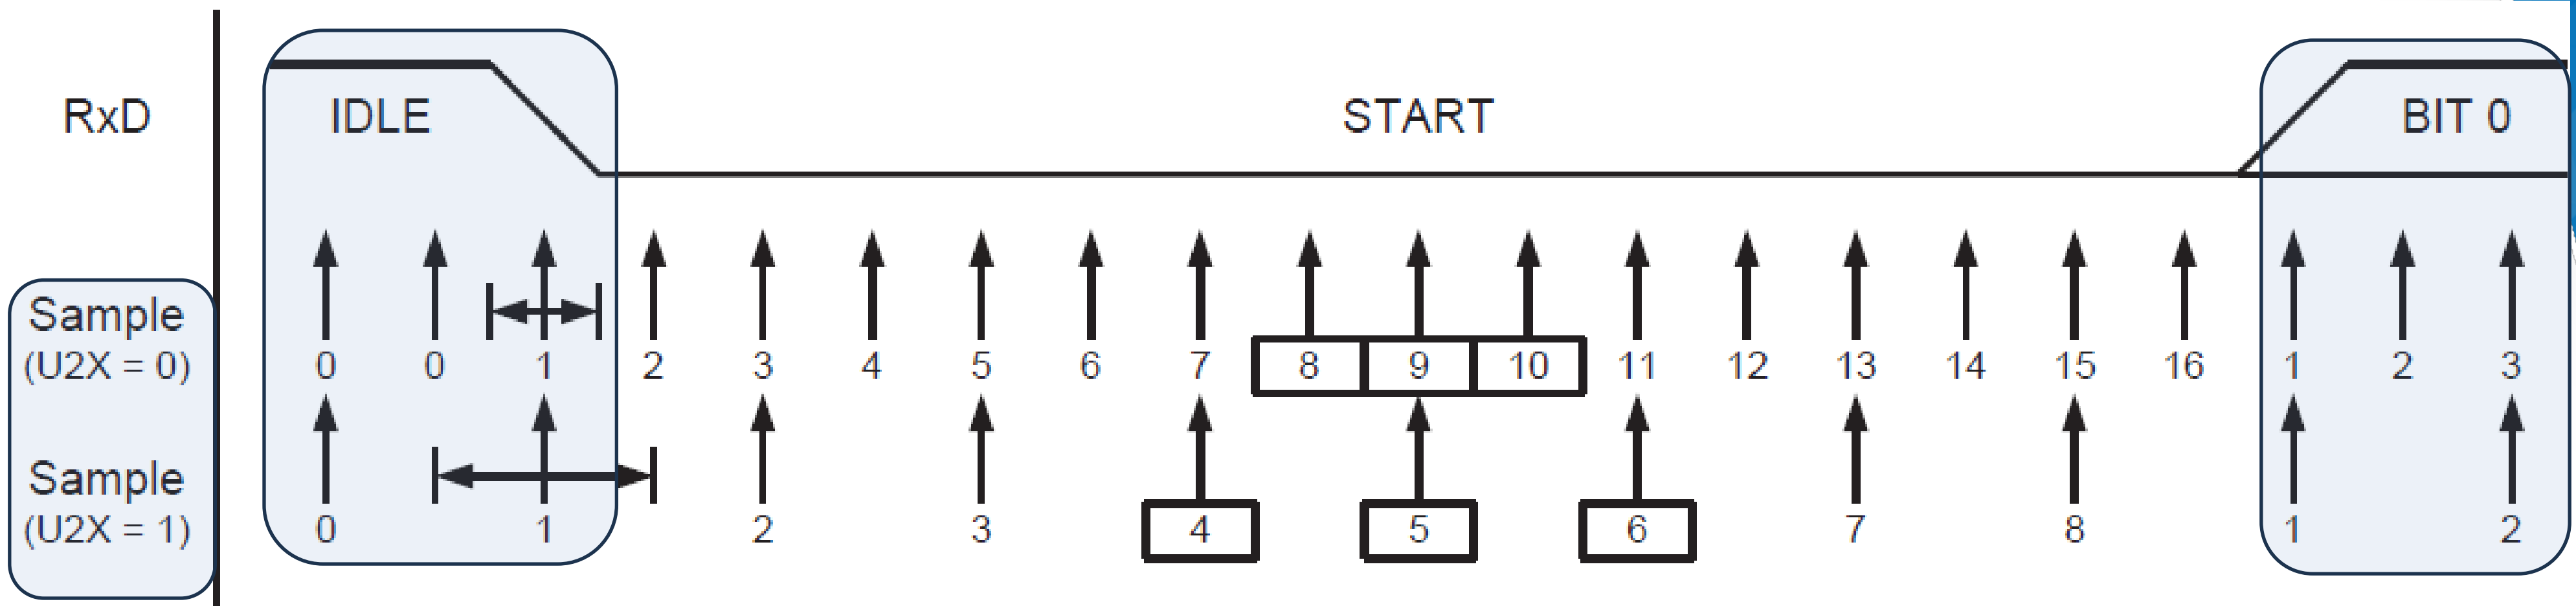 RxD IDLE START BIT 0
Sample
(U2X = 0) 0 0 1 2 3 4 5 6 7 8 9 10 11 12 13 14 15 16 1 2 3
Sample
(U2X = 1) 0 1 2 3 4 5 6 7 8 1 2